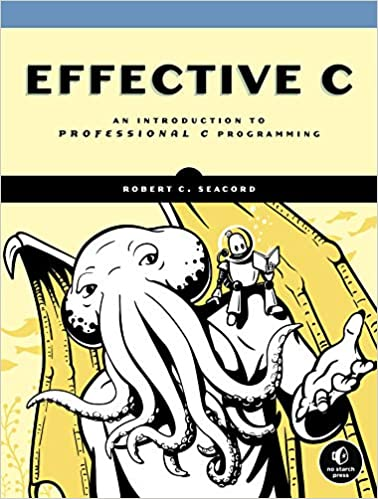 EFFECTIVE C
AN INTRODUCTION TO
PROFESSIONAL C PROGRAMMING
ROBERT C. SEACORD
no starch
press